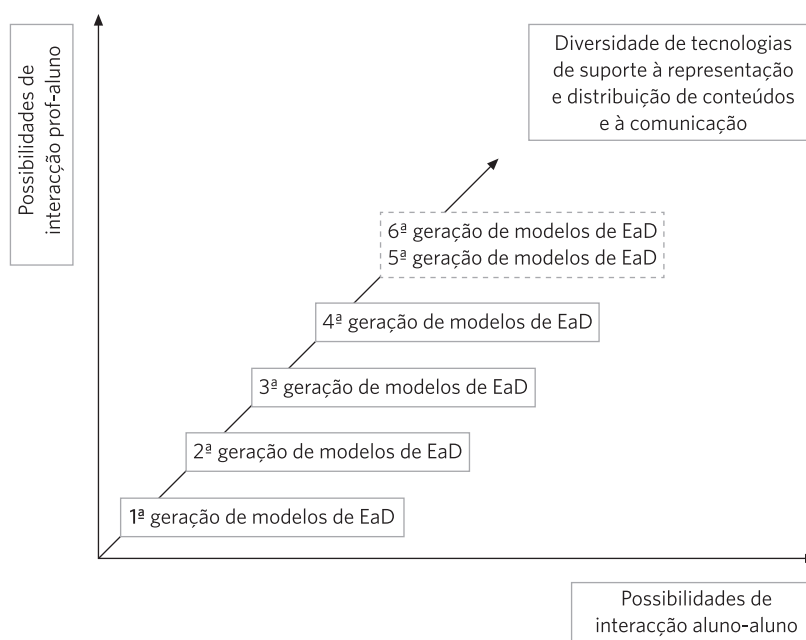 Possibilidades de
interacção prof-aluno
Diversidade de tecnologias
de suporte à representação
e distribuição de conteúdos
e à comunicação
6ª geração de modelos de EaD
5ª geração de modelos de EaD
4ª geração de modelos de EaD
3ª geração de modelos de EaD
2ª geração de modelos de EaD
1ª geração de modelos de EaD
Possibilidades de
interacção aluno-aluno